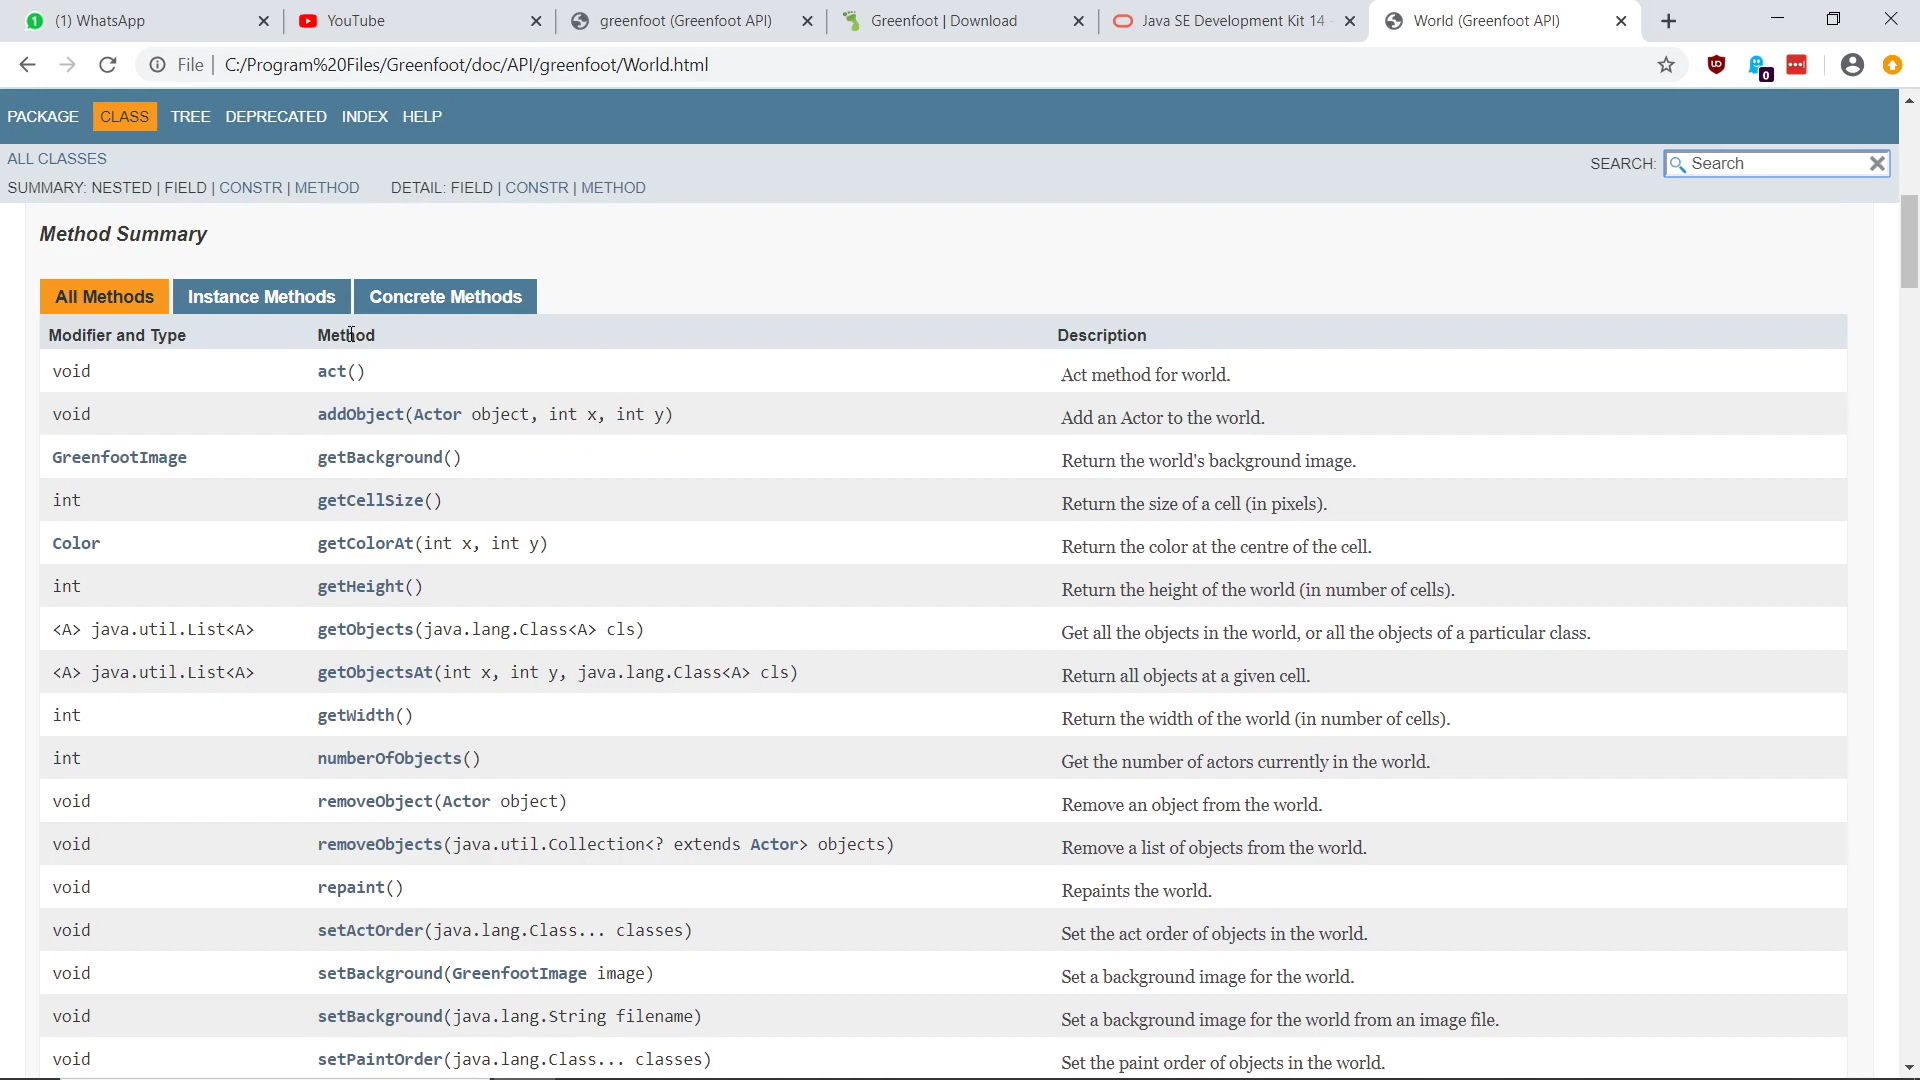 (1) WhatsApp YouTube greenfoot (Greenfoot API) Greenfoot | Download Java SE Development Kit 14 World (Greenfoot API)
File | C:/Program%20Files/Greenfoot/doc/API/greenfoot/World.html
0
PACKAGE CLASS TREE DEPRECATED INDEX HELP
ALL CLASSES
SEARCH: Search
SUMMARY: NESTED | FIELD | CONSTR | METHOD DETAIL: FIELD | CONSTR | METHOD
Method Summary
All Methods Instance Methods Concrete Methods
Modifier and Type Method Description
void act() Act method for world.
void addObject(Actor object, int x, int y) Add an Actor to the world.
GreenfootImage getBackground() Return the world's background image.
int getCellSize() Return the size of a cell (in pixels).
Color getColorAt(int x, int y) Return the color at the centre of the cell.
int getHeight() Return the height of the world (in number of cells).
<A> java.util.List<A> getObjects(java.lang.Class<A> cls) Get all the objects in the world, or all the objects of a particular class.
<A> java.util.List<A> getObjectsAt(int x, int y, java.lang.Class<A> cls) Return all objects at a given cell.
int getWidth() Return the width of the world (in number of cells).
int numberOfObjects() Get the number of actors currently in the world.
void removeObject(Actor object) Remove an object from the world.
void removeObjects(java.util.Collection<? extends Actor> objects) Remove a list of objects from the world.
void repaint() Repaints the world.
void setActOrder(java.lang.Class... classes) Set the act order of objects in the world.
void setBackground(GreenfootImage image) Set a background image for the world.
void setBackground(java.lang.String filename) Set a background image for the world from an image file.
void setPaintOrder(java.lang.Class... classes) Set the paint order of objects in the world.